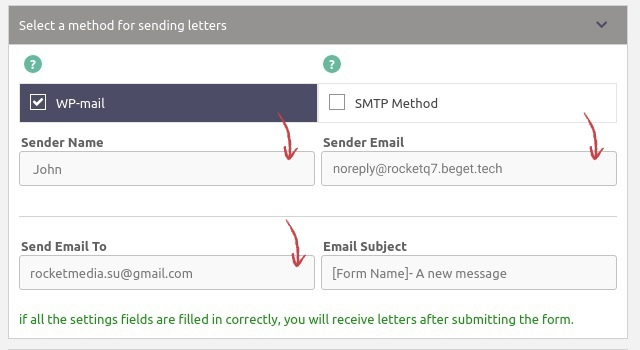 Select a method for sending letters
? ?
WP-mail SMTP Method
Sender Name Sender Email
John noreply@rocketq7.beget.tech
Send Email To Email Subject
rocketmedia.su@gmail.com [Form Name]- A new message
if all the settings fields are filled in correctly, you will receive letters after submitting the form.